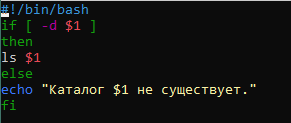 #!/bin/bash
if [ -d $1 ]
then
ls $1
else
echo "Каталог $1 не существует."
fi